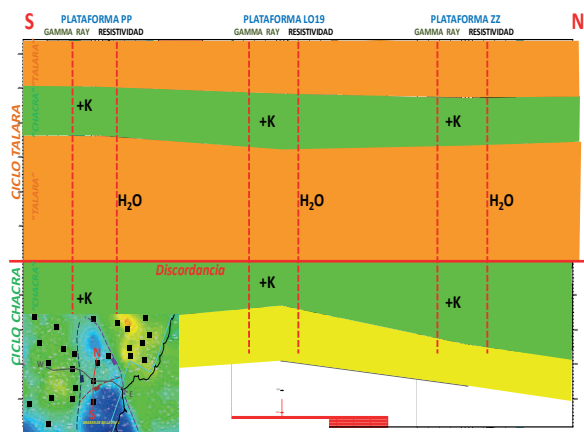 S
PLATAFORMA PP
PLATAFORMA LO19
PLATAFORMA ZZ
N
GAMMA RAY RESISTIVIDAD
GAMMA RAY RESISTIVIDAD
GAMMA RAY RESISTIVIDAD
CICLO TALARA
"TALARA"
"CHACRA"
"TALARA"
+K
+K
+K
H2O
H2O
H2O
Discordancia
CICLO CHACRA
"CHACRA"
+K
+K
+K
N
W
E
S